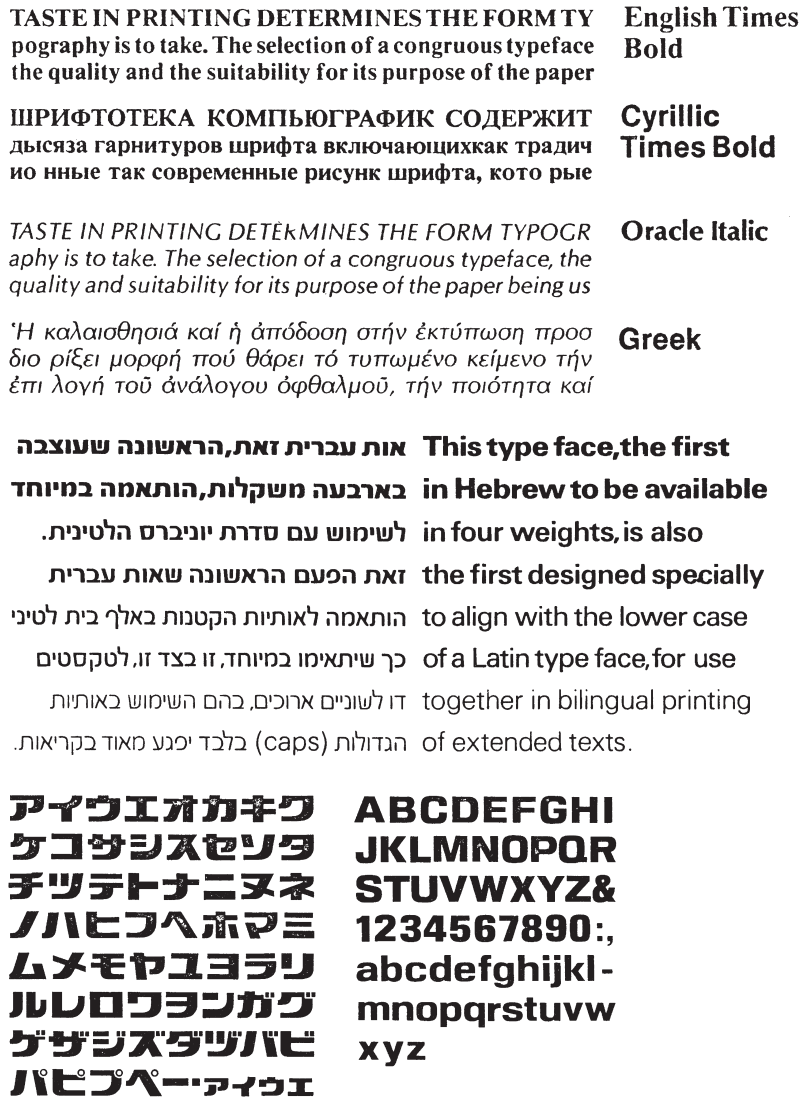 TASTE IN PRINTING DETERMINES THE FORM TY
pography is to take. The selection of a congruous typeface
the quality and the suitability for its purpose of the paper
English Times
Bold
ШРИФТОТЕКА КОМПЬЮГРАФИК СОДЕРЖИТ
дысяза гарнитуров шрифта включающихкак традич
ио нные так современные рисунк шрифта, кото рые
Cyrillic
Times Bold
TASTE IN PRINTING DETERMINES THE FORM TYPOGR
aphy is to take. The selection of a congruous typeface, the
quality and suitability for its purpose of the paper being us
Oracle Italic
Ἡ καλαισθησιά καί ἡ ἀπόδοση στήν ἐκτύπωση προσ
διο ρίξει μορφή πού θάρει τό τυπωμένο κείμενο τήν
ἐπι λογή τοῦ ἀνάλογου ὀφθαλμοῦ, τήν ποιότητα καί
Greek
אות עברית זאת,הראשונה שעוצבה
בארבעה משקלות,הותאמה במיוחד
לשימוש עם סדרת יוניברס הלטינית.
זאת הפעם הראשונה שאות עברית
הותאמה לאותיות הקטנות באלף בית לטיני
כך שיתאימו במיוחד,זו בצד זו,לטקסטים
דו לשוניים ארוכים,בהם השימוש באותיות
הגדולות (caps) בלבד יפגע מאוד בקריאות.
This type face,the first
in Hebrew to be available
in four weights, is also
the first designed specially
to align with the lower case
of a Latin type face, for use
together in bilingual printing
of extended texts.
アイウエオカキク
ケコサシスセソタ
チツテトナニヌネ
ノハヒフヘホマミ
ムメモヤユヨラリ
ルレロワヨンガグ
ゲザジズダヅバビ
パピプペー・アイウエ
ABCDEFGHI
JKLMNOPQR
STUVWXYZ&
1234567890:,
abcdefghijkl-
mnopqrstuvw
xyz